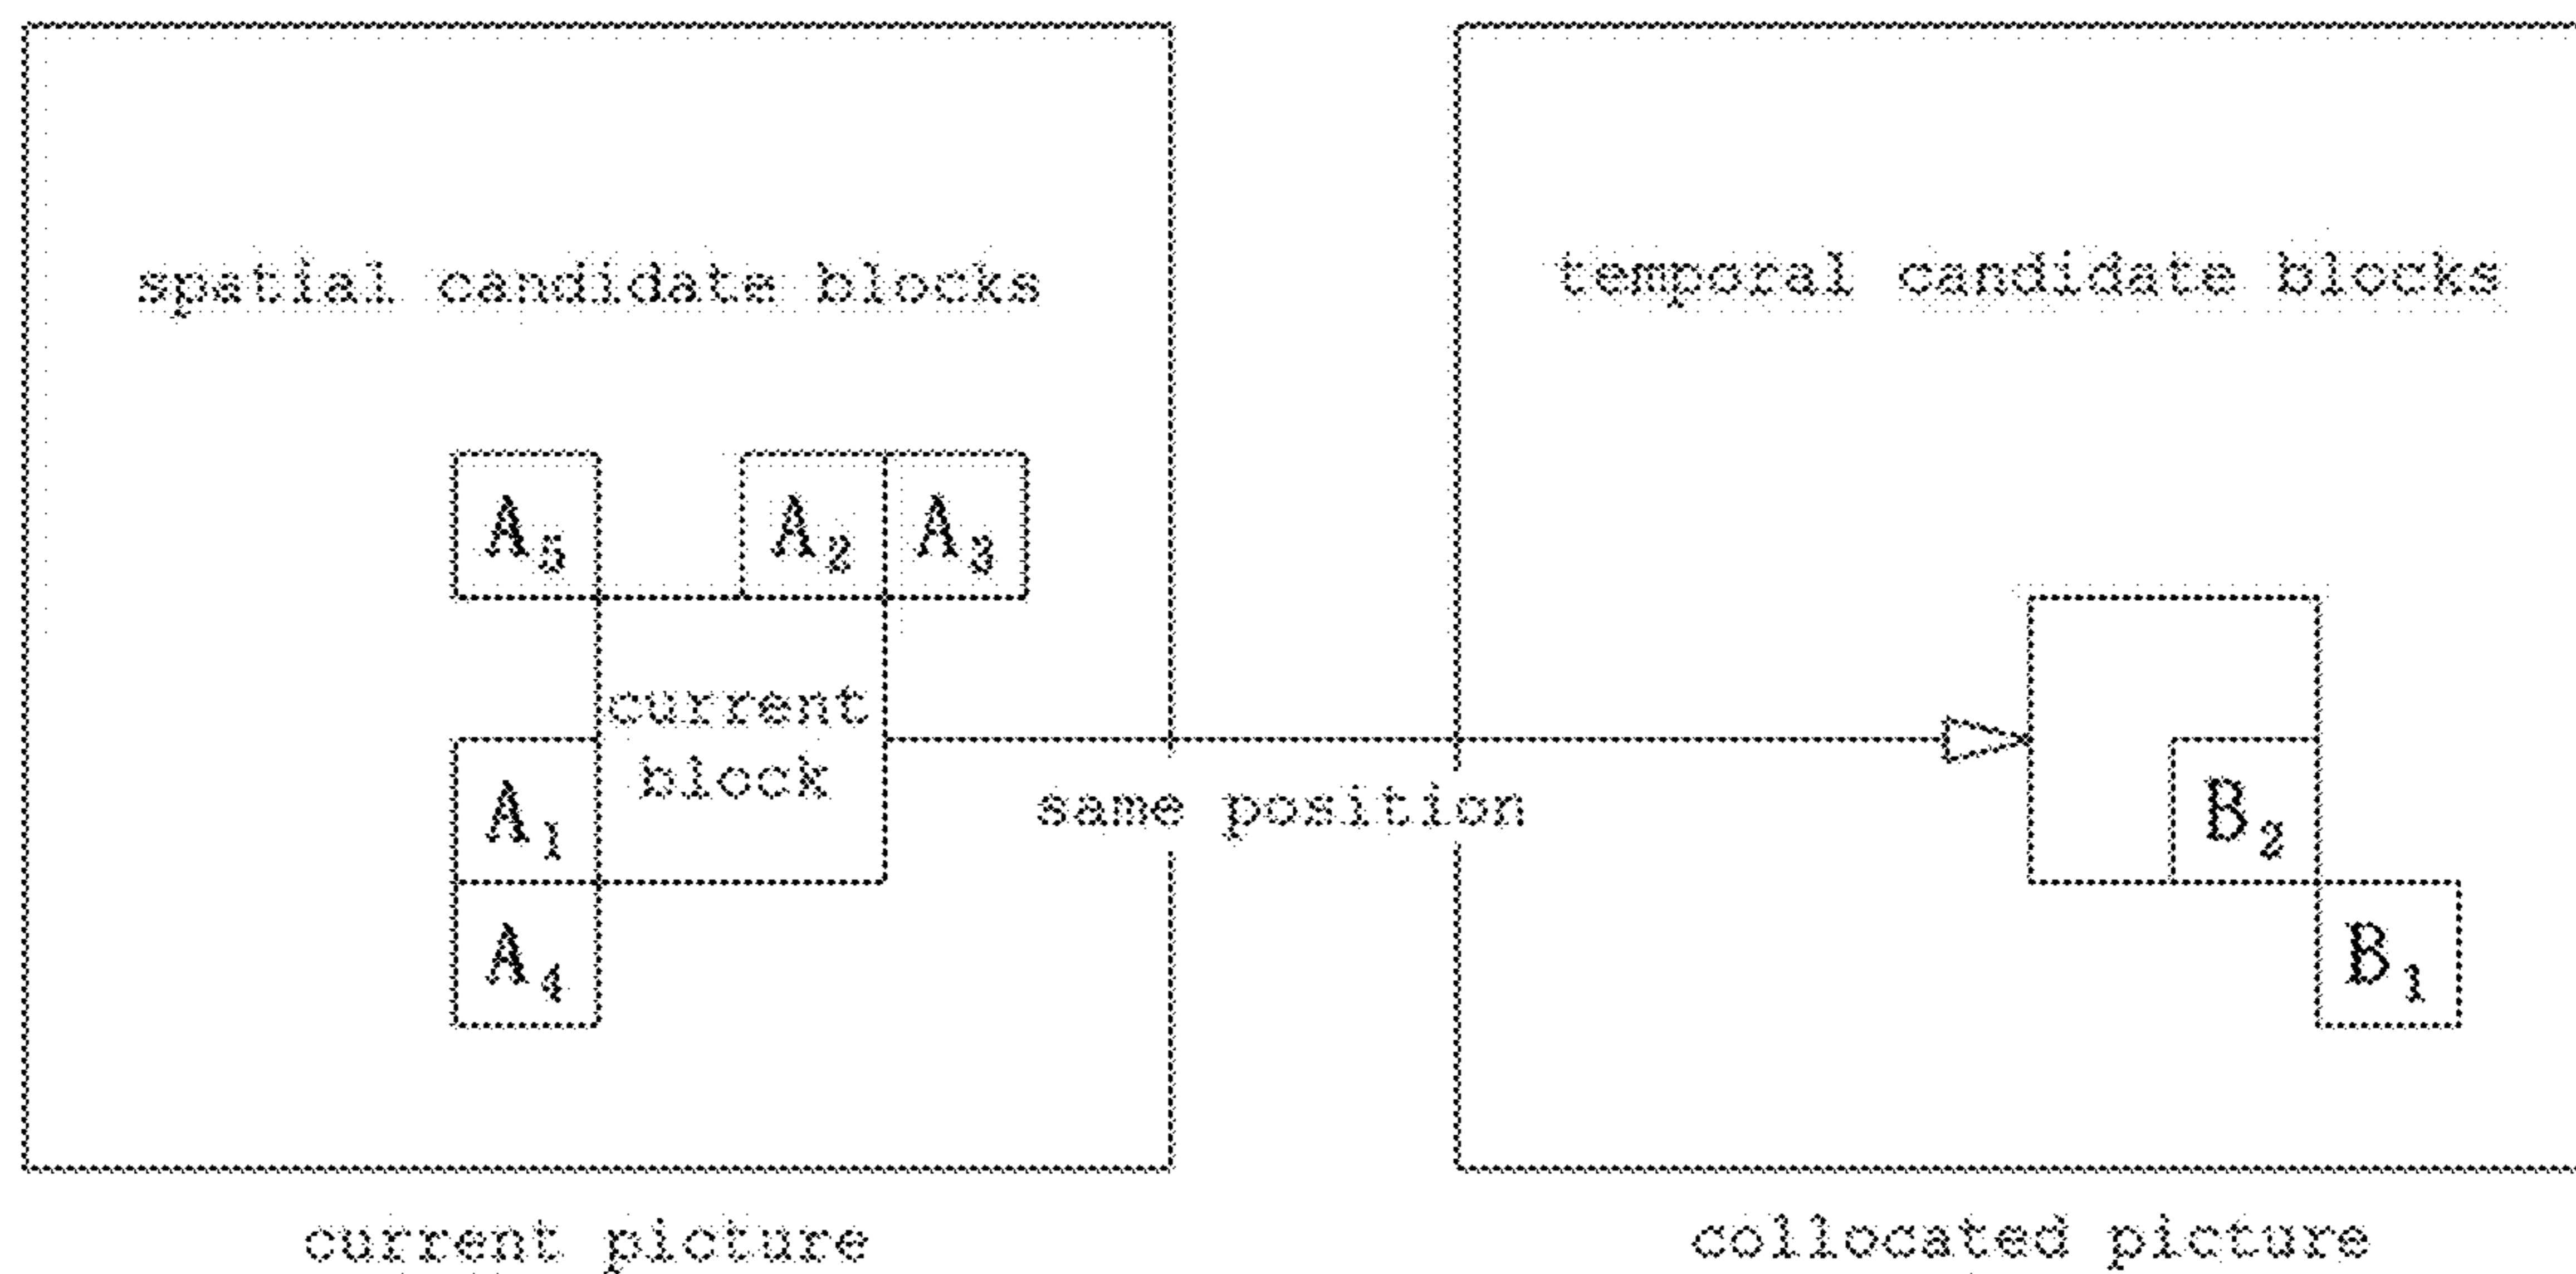 spatial candidate blocks
temporal candidate blocks
A₅
A₂
A₃
current
block
A₁
same position
B₂
A₄
B₁
current picture
collocated picture